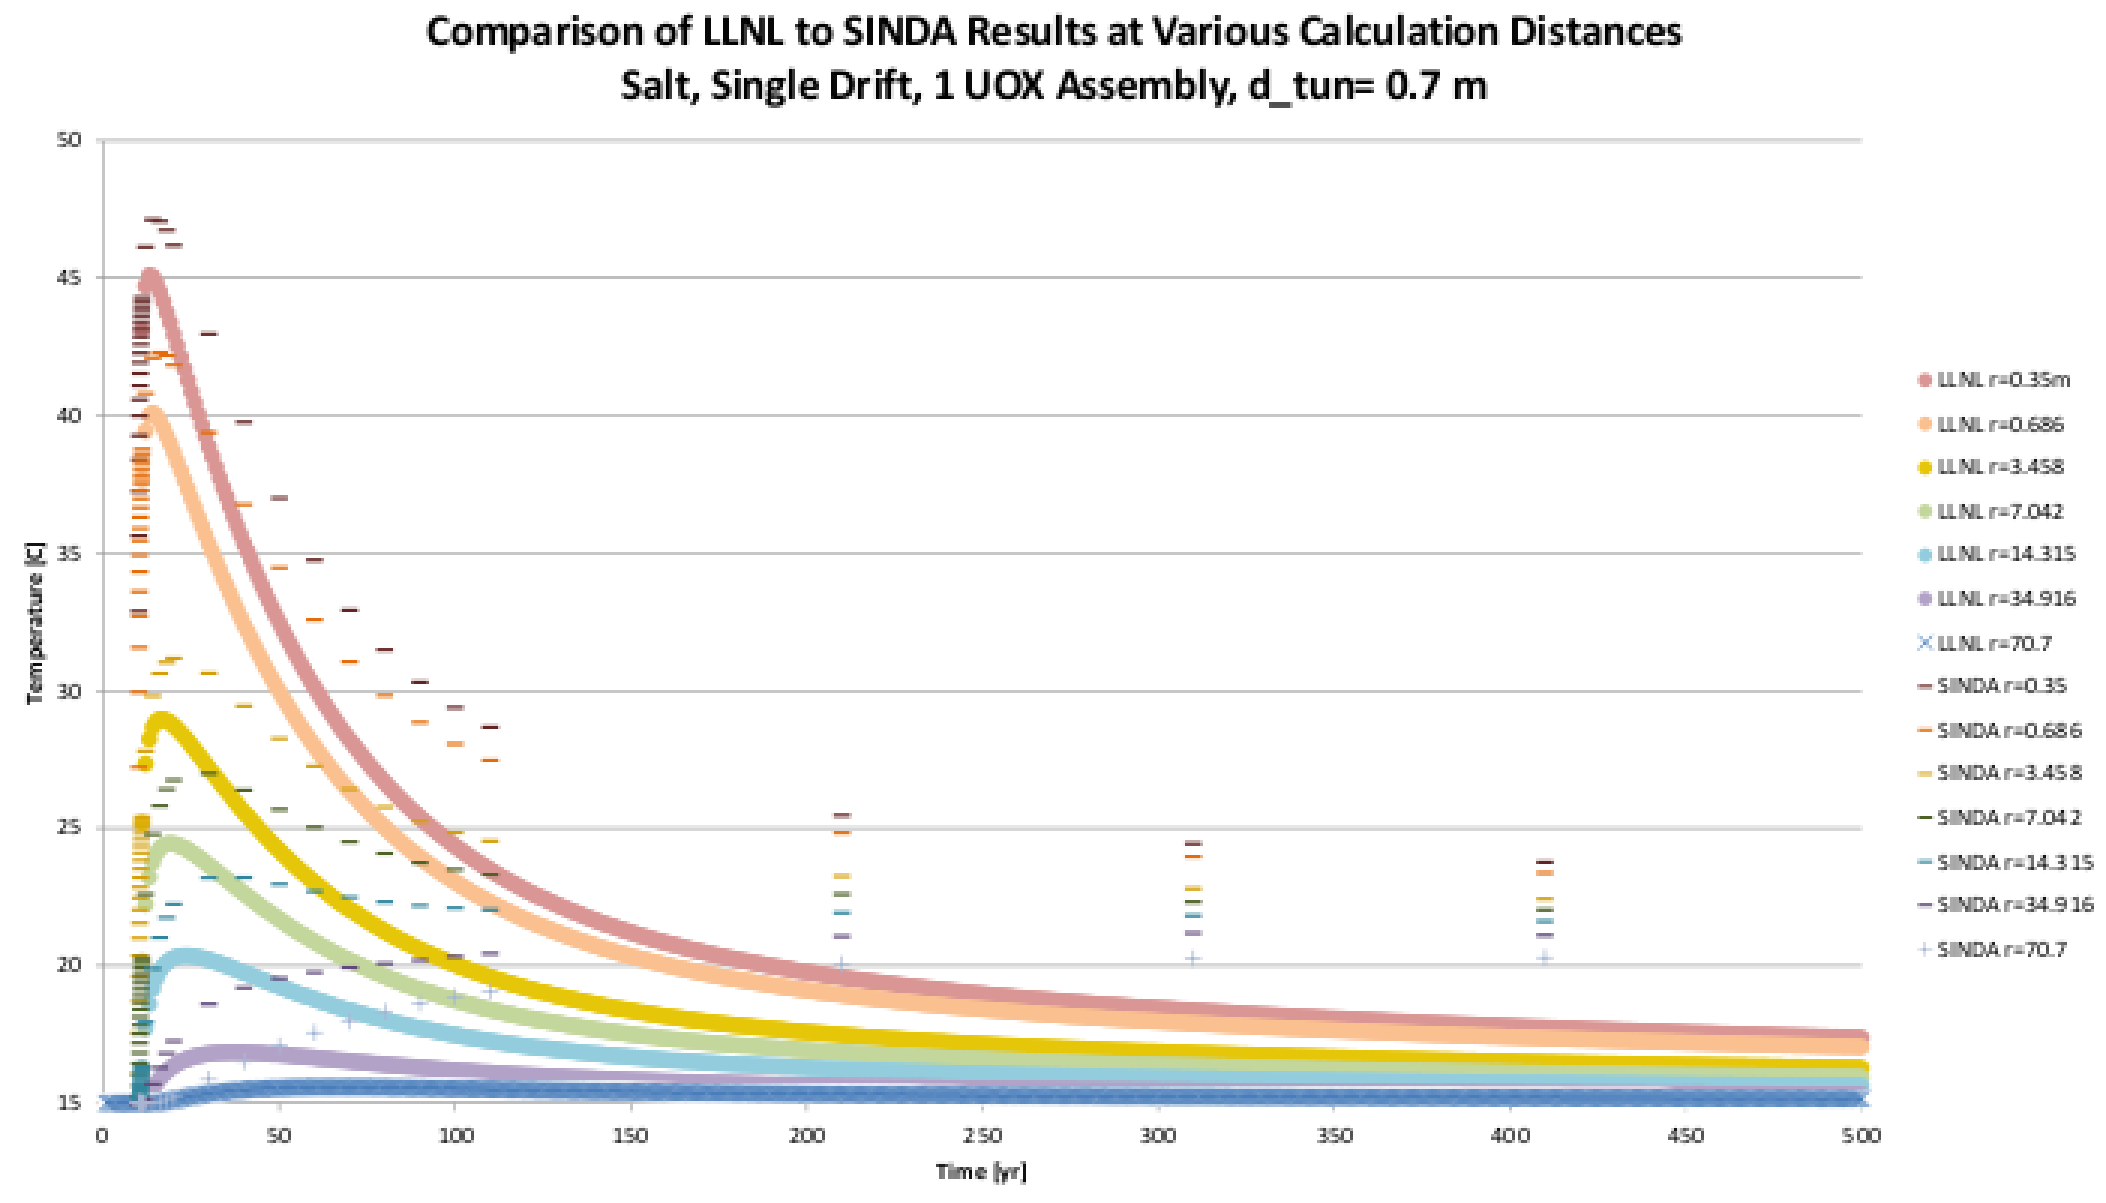 Comparison of LLNL to SINDA Results at Various Calculation Distances
Salt, Single Drift, 1 UOX Assembly, d_tun= 0.7 m
50
45
40
35
30
25
20
15
Temperature [C]
0 50 100 150 200 250 300 350 400 450 500
Time [yr]
LLNL r=0.35m
LLNL r=0.686
LLNL r=3.458
LLNL r=7.042
LLNL r=14.315
LLNL r=34.916
LLNL r=70.7
SINDA r=0.35
SINDA r=0.686
SINDA r=3.458
SINDA r=7.042
SINDA r=14.315
SINDA r=34.916
SINDA r=70.7